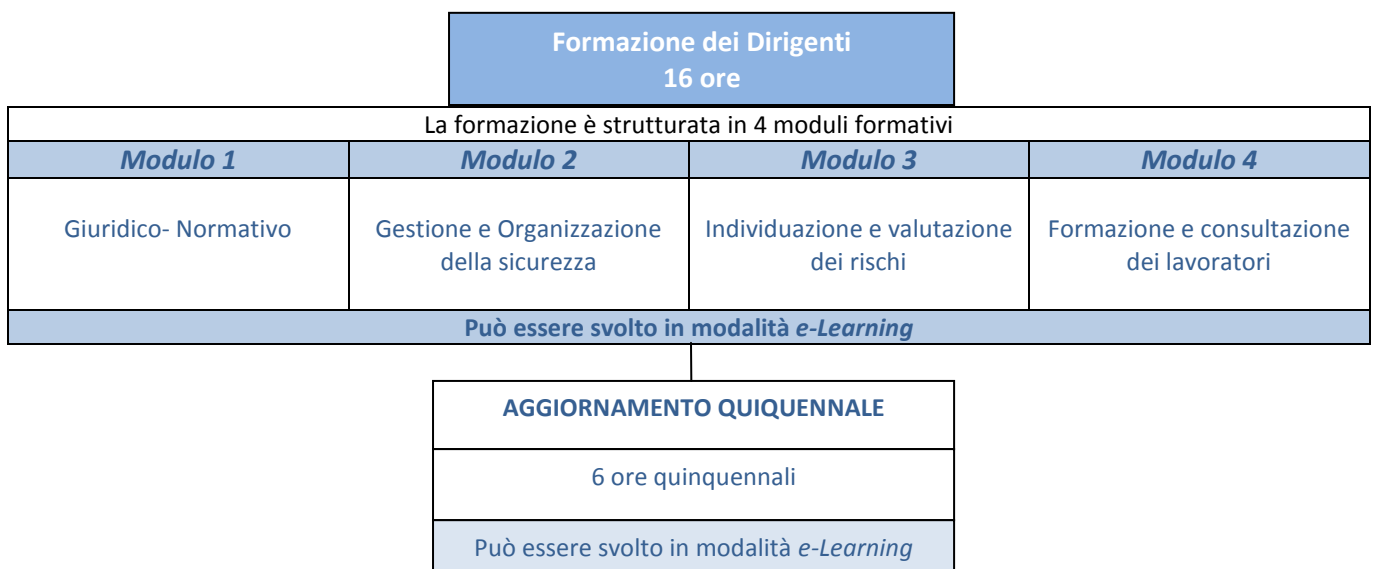 Formazione dei Dirigenti
16 ore
La formazione è strutturata in 4 moduli formativi
Modulo 1
Modulo 2
Modulo 3
Modulo 4
Giuridico- Normativo
Gestione e Organizzazione
della sicurezza
Individuazione e valutazione
dei rischi
Formazione e consultazione
dei lavoratori
Può essere svolto in modalità e-Learning
AGGIORNAMENTO QUIQUENNALE
6 ore quinquennali
Può essere svolto in modalità e-Learning